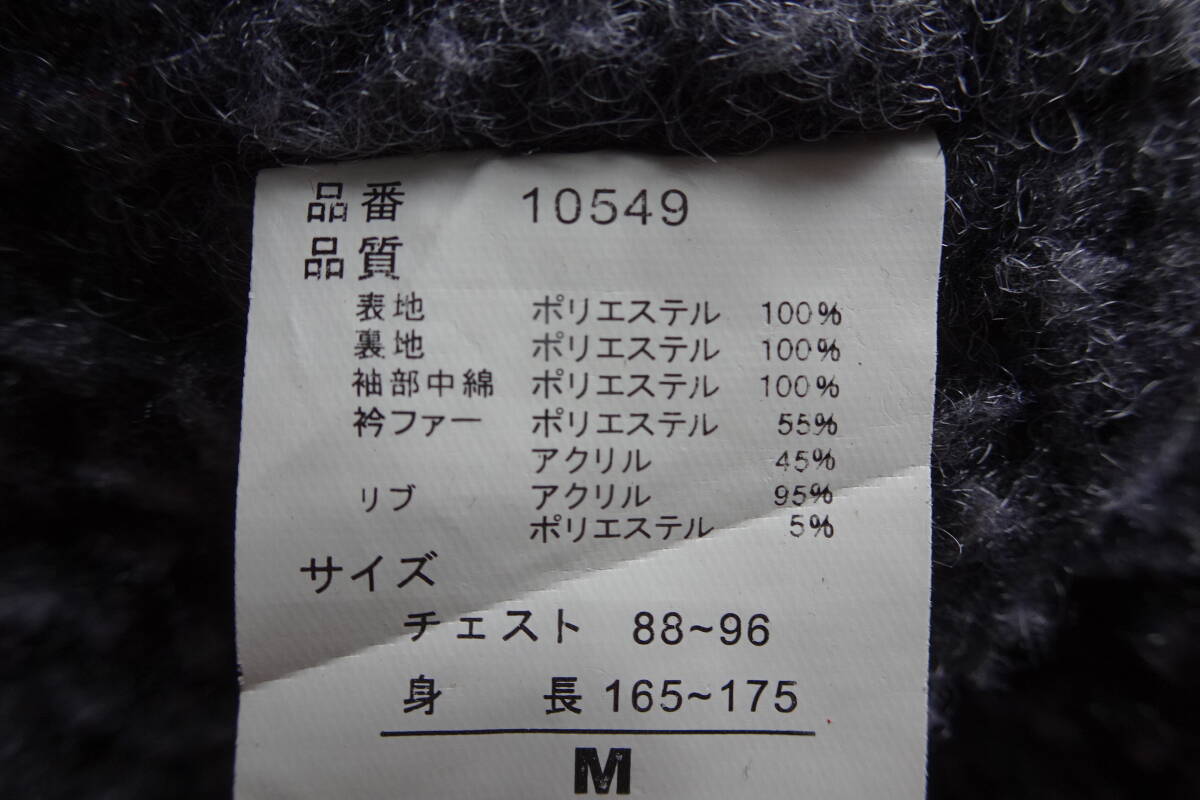 品番 10549
品質
表地 ポリエステル 100%
裏地 ポリエステル 100%
袖部中綿 ポリエステル 100%
衿ファー ポリエステル 55%
アクリル 45%
リブ アクリル 95%
ポリエステル 5%
サイズ
チェスト 88~96
身 長 165~175
M